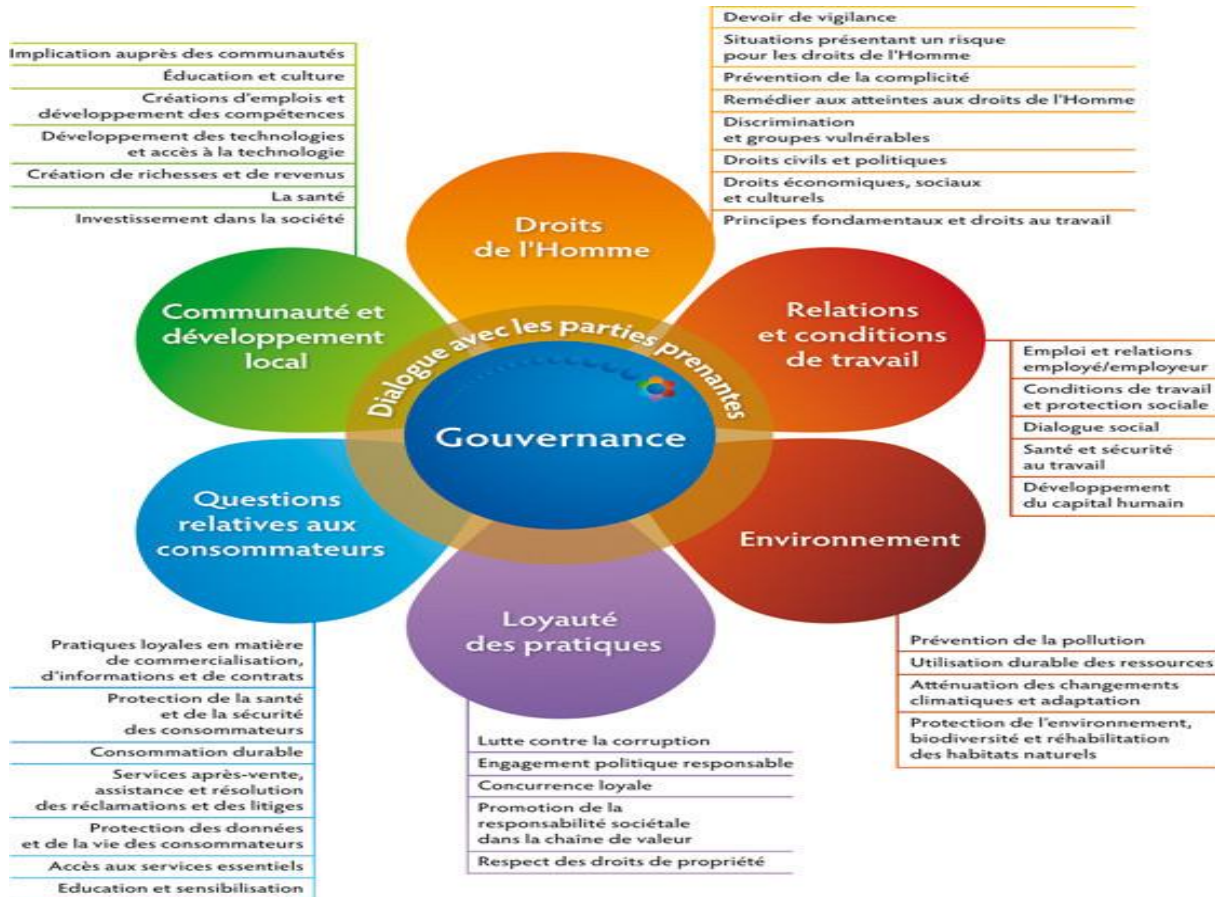 Implication auprès des communautés
Éducation et culture
Créations d'emplois et
développement des compétences
Développement des technologies
et accès à la technologie
Création de richesses et de revenus
La santé
Investissement dans la société
Devoir de vigilance
Situations présentant un risque
pour les droits de l'Homme
Prévention de la complicité
Remédier aux atteintes aux droits de l'Homme
Discrimination
et groupes vulnérables
Droits civils et politiques
Droits économiques, sociaux
et culturels
Principes fondamentaux et droits au travail
Droits
de l'Homme
Communauté et
développement
local
Relations
et conditions
de travail
Emploi et relations
employé/employeur
Conditions de travail
et protection sociale
Dialogue social
Santé et sécurité
au travail
Développement
du capital humain
Dialogue avec les parties prenantes
Gouvernance
Questions
relatives aux
consommateurs
Environnement
Loyauté
des pratiques
Pratiques loyales en matière
de commercialisation,
d'informations et de contrats
Protection de la santé
et de la sécurité
des consommateurs
Consommation durable
Services après-vente,
assistance et résolution
des réclamations et des litiges
Protection des données
et de la vie des consommateurs
Accès aux services essentiels
Education et sensibilisation
Lutte contre la corruption
Engagement politique responsable
Concurrence loyale
Promotion de la
responsabilité sociétale
dans la chaîne de valeur
Respect des droits de propriété
Prévention de la pollution
Utilisation durable des ressources
Atténuation des changements
climatiques et adaptation
Protection de l'environnement,
biodiversité et réhabilitation
des habitats naturels